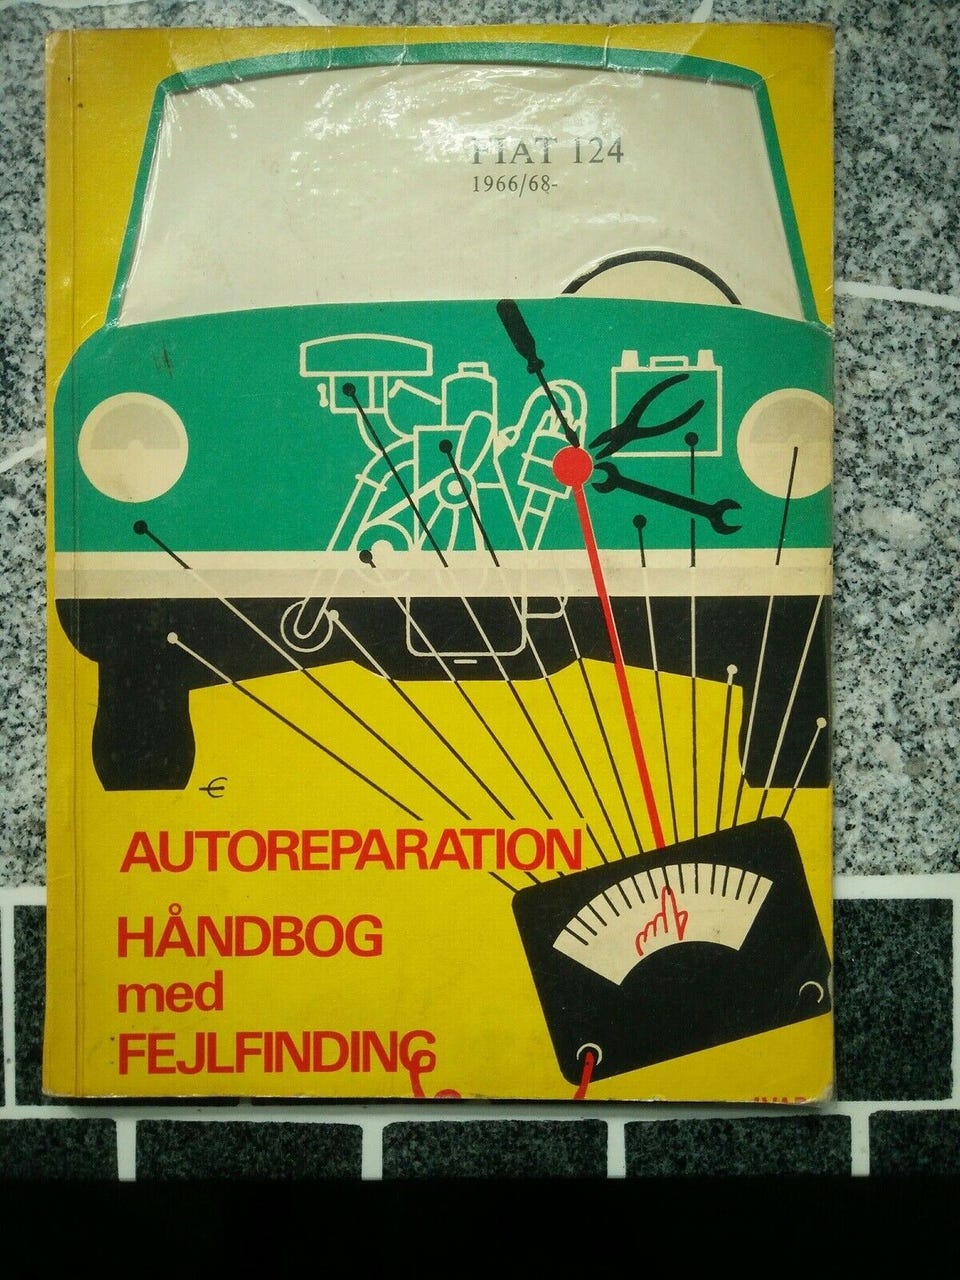 FIAT 124
1966/68-
AUTOREPARATION
HÅNDBOG
med
FEJLFINDING